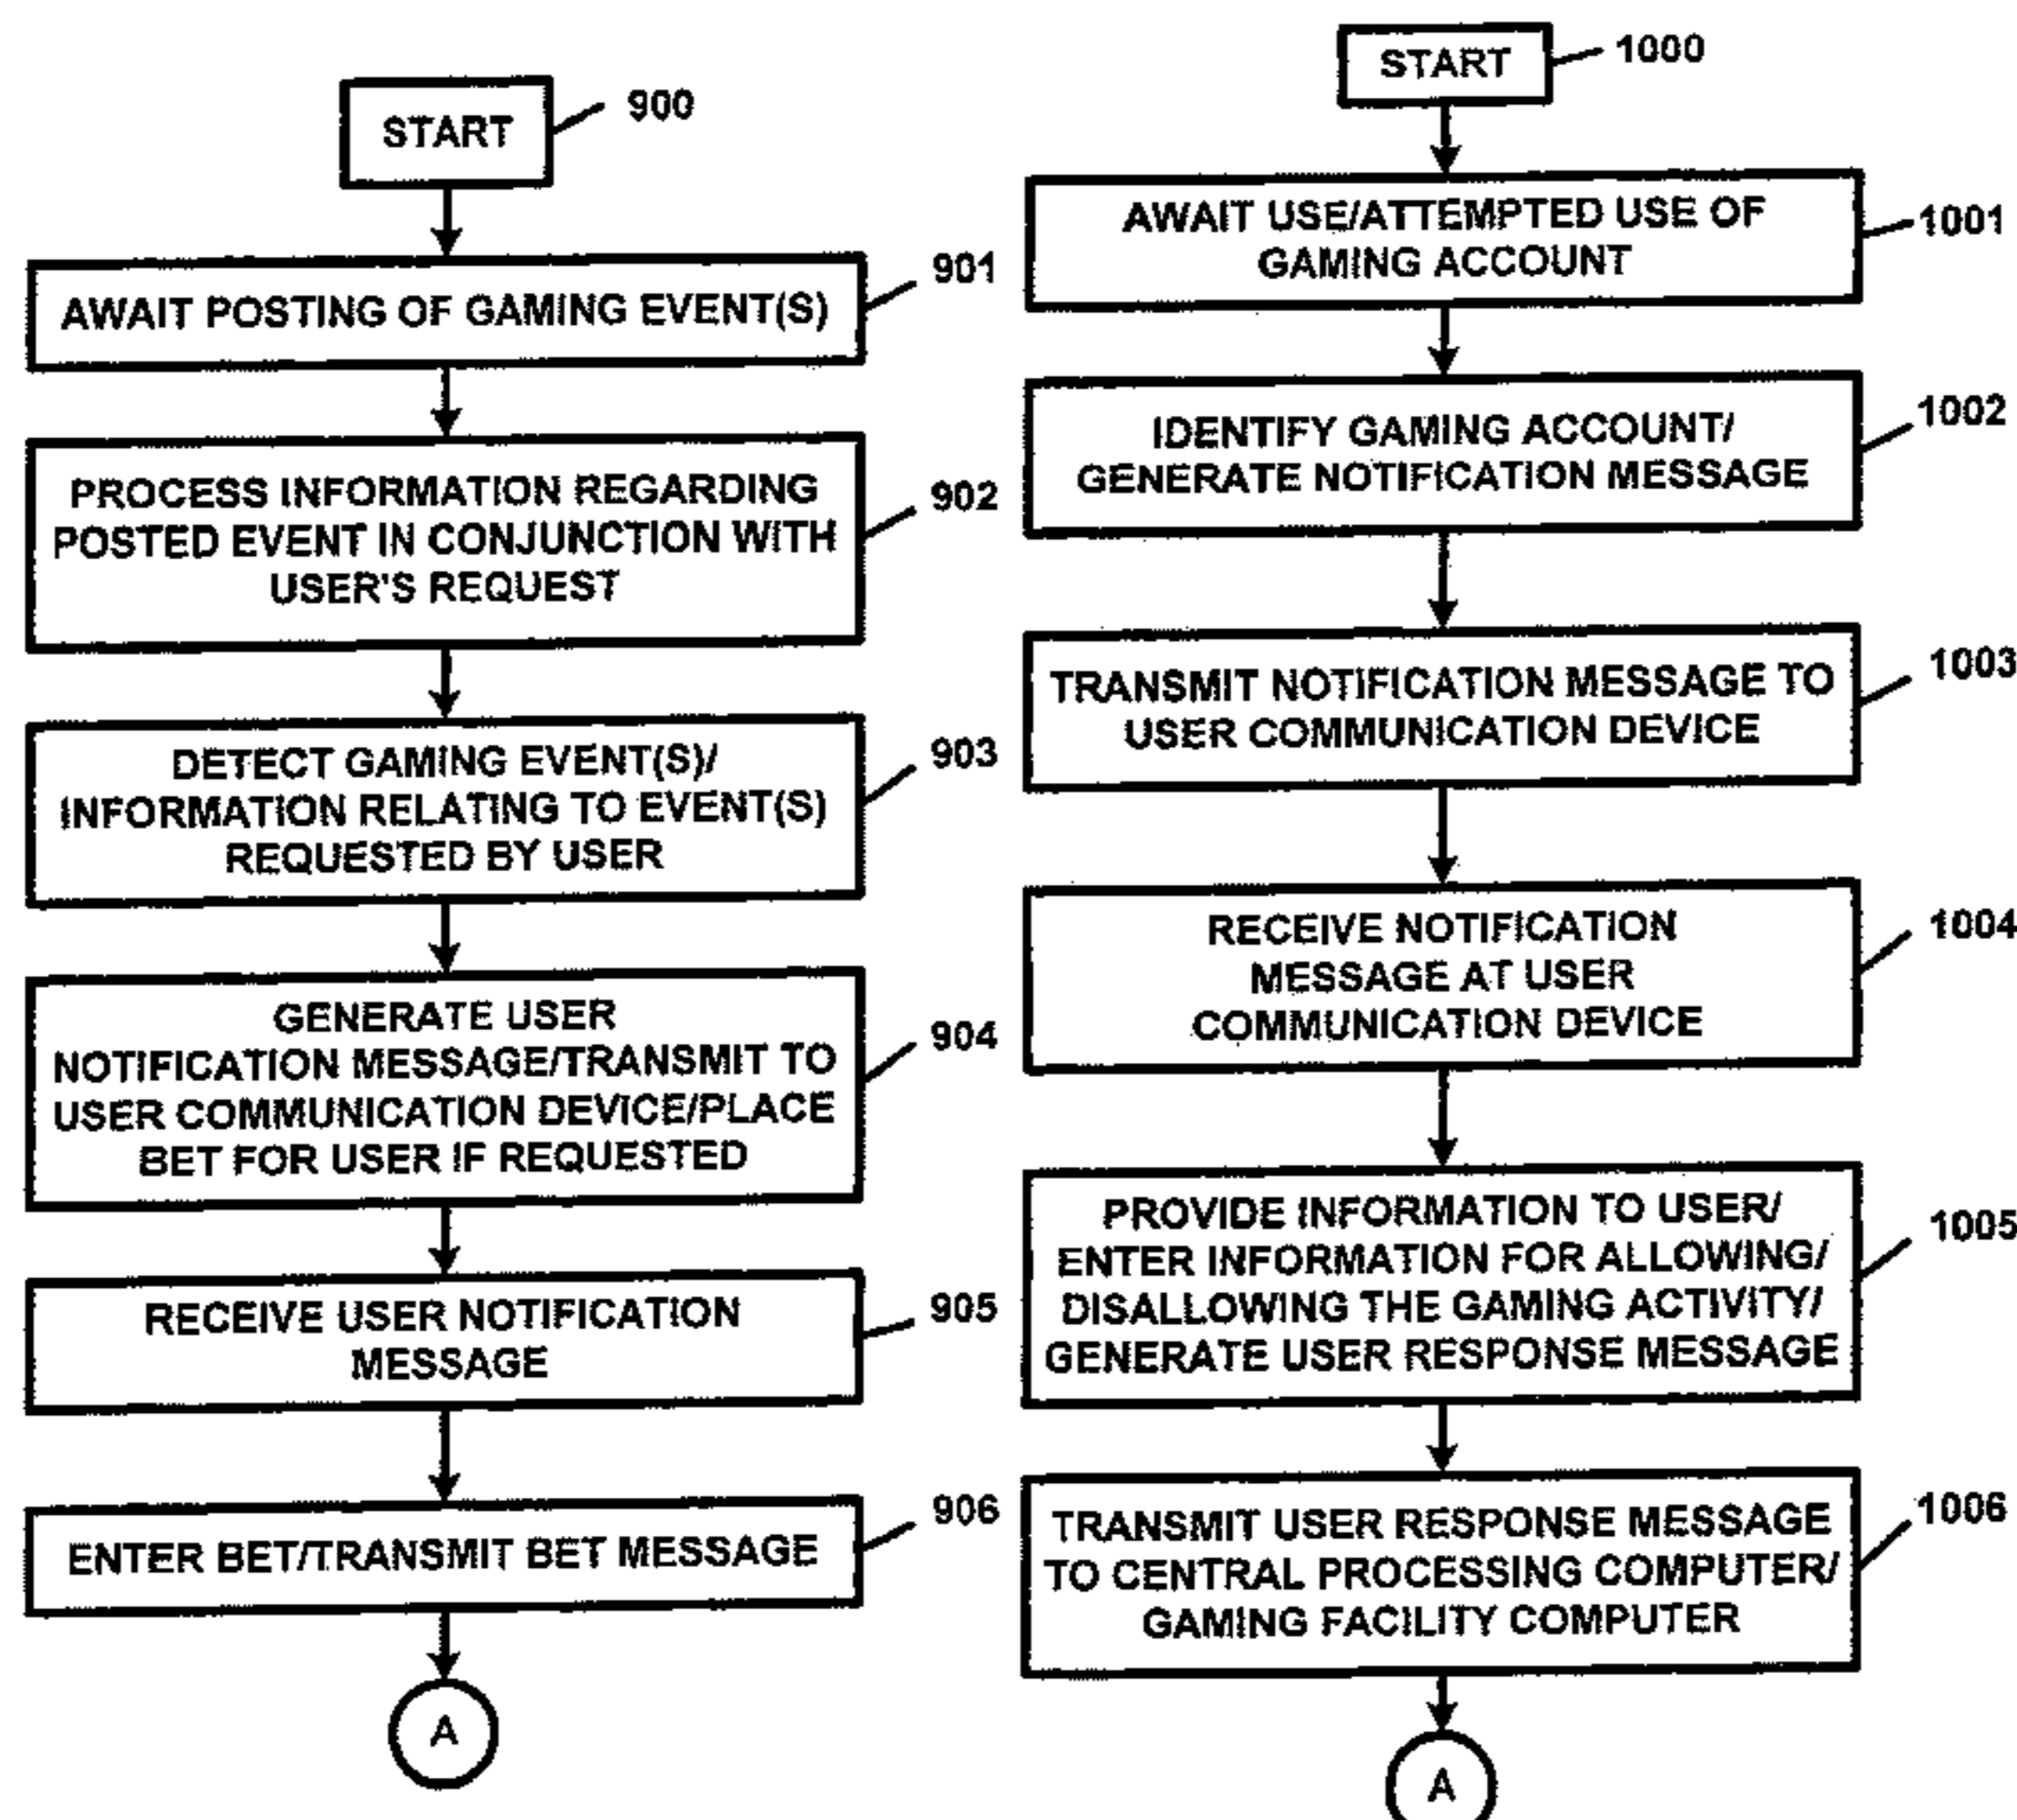 START
900
AWAIT POSTING OF GAMING EVENT(S)
901
PROCESS INFORMATION REGARDING
POSTED EVENT IN CONJUNCTION WITH
USER'S REQUEST
902
DETECT GAMING EVENT(S)/
INFORMATION RELATING TO EVENT(S)
REQUESTED BY USER
903
GENERATE USER
NOTIFICATION MESSAGE/TRANSMIT TO
USER COMMUNICATION DEVICE/PLACE
BET FOR USER IF REQUESTED
904
RECEIVE USER NOTIFICATION
MESSAGE
905
ENTER BET/TRANSMIT BET MESSAGE
906
A
START
1000
AWAIT USE/ATTEMPTED USE OF
GAMING ACCOUNT
1001
IDENTIFY GAMING ACCOUNT/
GENERATE NOTIFICATION MESSAGE
1002
TRANSMIT NOTIFICATION MESSAGE TO
USER COMMUNICATION DEVICE
1003
RECEIVE NOTIFICATION
MESSAGE AT USER
COMMUNICATION DEVICE
1004
PROVIDE INFORMATION TO USER/
ENTER INFORMATION FOR ALLOWING/
DISALLOWING THE GAMING ACTIVITY/
GENERATE USER RESPONSE MESSAGE
1005
TRANSMIT USER RESPONSE MESSAGE
TO CENTRAL PROCESSING COMPUTER/
GAMING FACILITY COMPUTER
1006
A